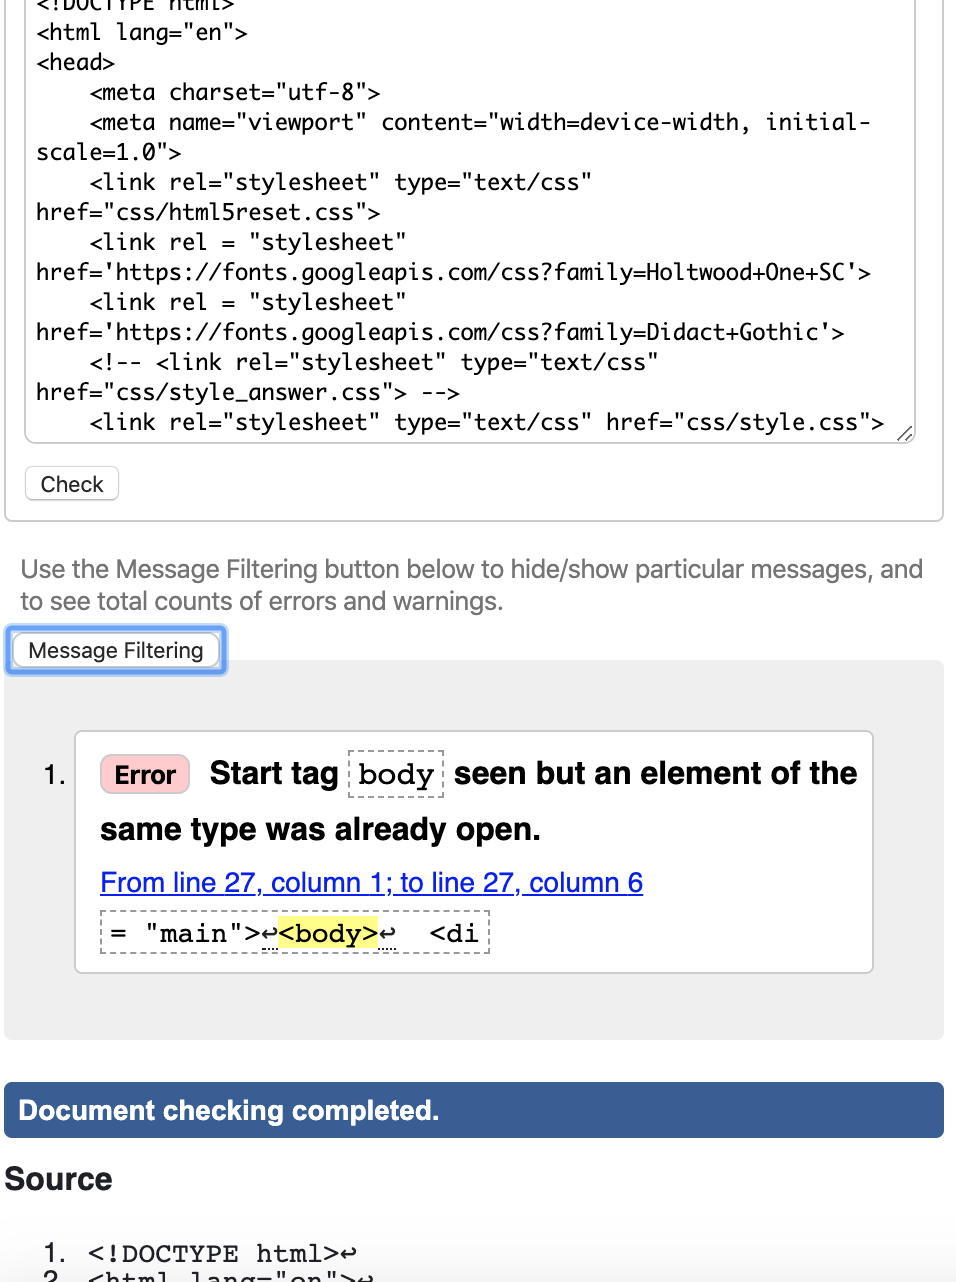 <!DOCTYPE html>
<html lang="en">
<head>
    <meta charset="utf-8">
    <meta name="viewport" content="width=device-width, initial-
scale=1.0">
    <link rel="stylesheet" type="text/css"
href="css/html5reset.css">
    <link rel = "stylesheet"
href='https://fonts.googleapis.com/css?family=Holtwood+One+SC'>
    <link rel = "stylesheet"
href='https://fonts.googleapis.com/css?family=Didact+Gothic'>
    <!-- <link rel="stylesheet" type="text/css"
href="css/style_answer.css"> -->
    <link rel="stylesheet" type="text/css" href="css/style.css">
Check
Use the Message Filtering button below to hide/show particular messages, and
to see total counts of errors and warnings.
Message Filtering
1. Error Start tag body seen but an element of the
same type was already open.
From line 27, column 1; to line 27, column 6
= "main">↩<body>↩  <di
Document checking completed.
Source
1. <!DOCTYPE html>↩
2. <html lang="en">↩